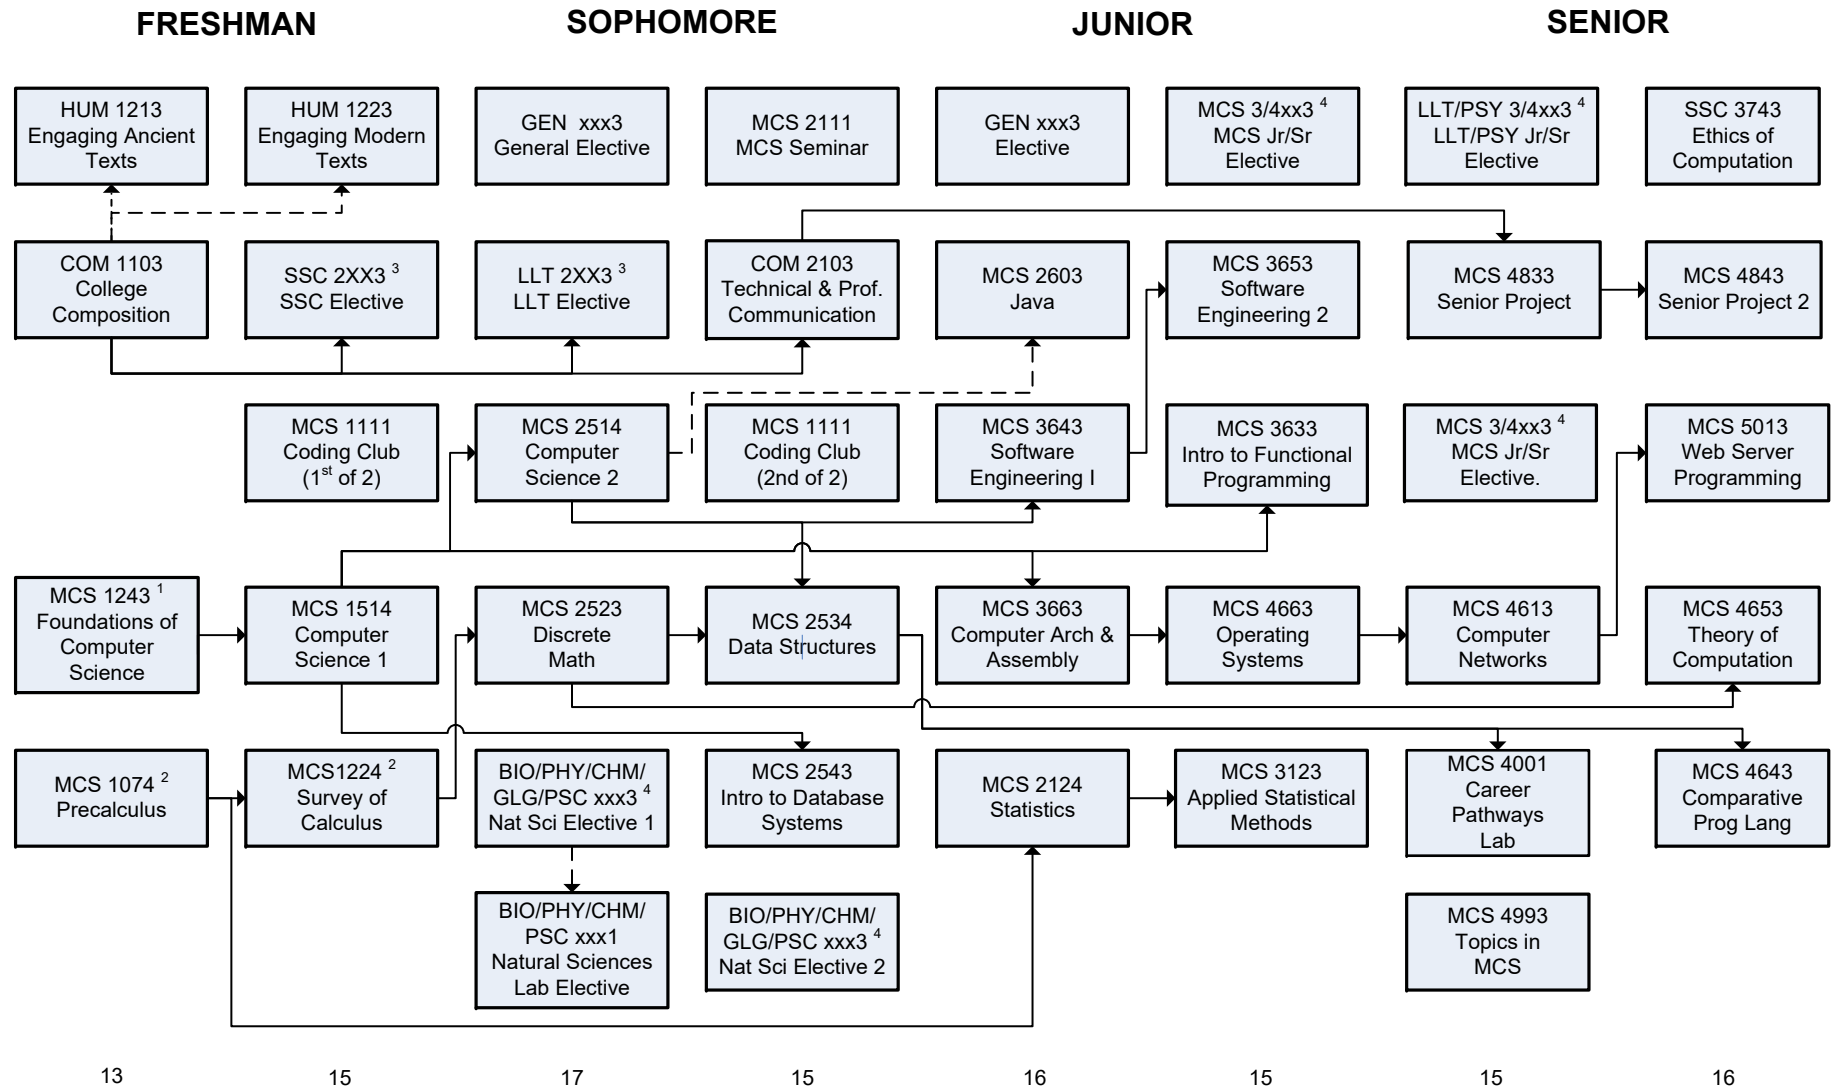 FRESHMAN
SOPHOMORE
JUNIOR
SENIOR
HUM 1213
Engaging Ancient
Texts
HUM 1223
Engaging Modern
Texts
GEN xxx3
General Elective
MCS 2111
MCS Seminar
GEN xxx3
Elective
MCS 3/4xx3 4
MCS Jr/Sr
Elective
LLT/PSY 3/4xx3 4
LLT/PSY Jr/Sr
Elective
SSC 3743
Ethics of
Computation
COM 1103
College
Composition
SSC 2XX3 3
SSC Elective
LLT 2XX3 3
LLT Elective
COM 2103
Technical & Prof.
Communication
MCS 2603
Java
MCS 3653
Software
Engineering 2
MCS 4833
Senior Project
MCS 4843
Senior Project 2
MCS 1111
Coding Club
(1st of 2)
MCS 2514
Computer
Science 2
MCS 1111
Coding Club
(2nd of 2)
MCS 3643
Software
Engineering I
MCS 3633
Intro to Functional
Programming
MCS 3/4xx3 4
MCS Jr/Sr
Elective.
MCS 5013
Web Server
Programming
MCS 1243 1
Foundations of
Computer
Science
MCS 1514
Computer
Science 1
MCS 2523
Discrete
Math
MCS 2534
Data Structures
MCS 3663
Computer Arch &
Assembly
MCS 4663
Operating
Systems
MCS 4613
Computer
Networks
MCS 4653
Theory of
Computation
MCS 1074 2
Precalculus
MCS1224 2
Survey of
Calculus
BIO/PHY/CHM/
GLG/PSC xxx3 4
Nat Sci Elective 1
MCS 2543
Intro to Database
Systems
MCS 2124
Statistics
MCS 3123
Applied Statistical
Methods
MCS 4001
Career
Pathways
Lab
MCS 4643
Comparative
Prog Lang
BIO/PHY/CHM/
PSC xxx1
Natural Sciences
Lab Elective
BIO/PHY/CHM/
GLG/PSC xxx3 4
Nat Sci Elective 2
MCS 4993
Topics in
MCS
13
15
17
15
16
15
15
16